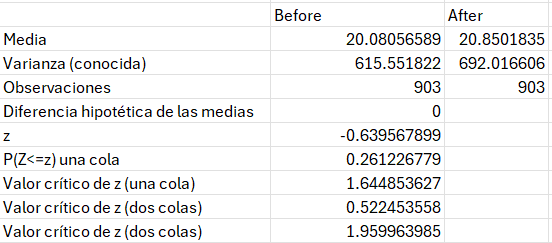 Before After
Media 20.08056589 20.8501835
Varianza (conocida) 615.551822 692.016606
Observaciones 903 903
Diferencia hipotética de las medias 0
z -0.639567899
P(Z<=z) una cola 0.261226779
Valor crítico de z (una cola) 1.644853627
Valor crítico de z (dos colas) 0.522453558
Valor crítico de z (dos colas) 1.959963985